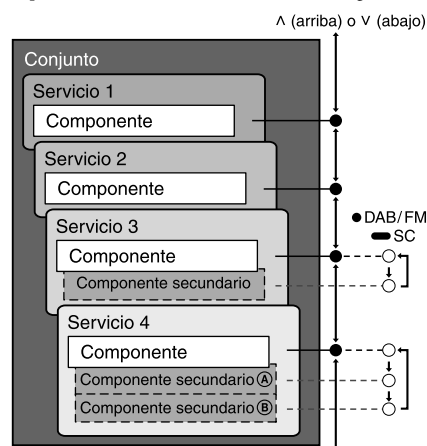 ∧ (arriba) o ∨ (abajo)
Conjunto
Servicio 1
Componente
Servicio 2
Componente
Servicio 3
Componente
Componente secundario
DAB/FM
SC
Servicio 4
Componente
Componente secundario Ⓐ
Componente secundario Ⓑ